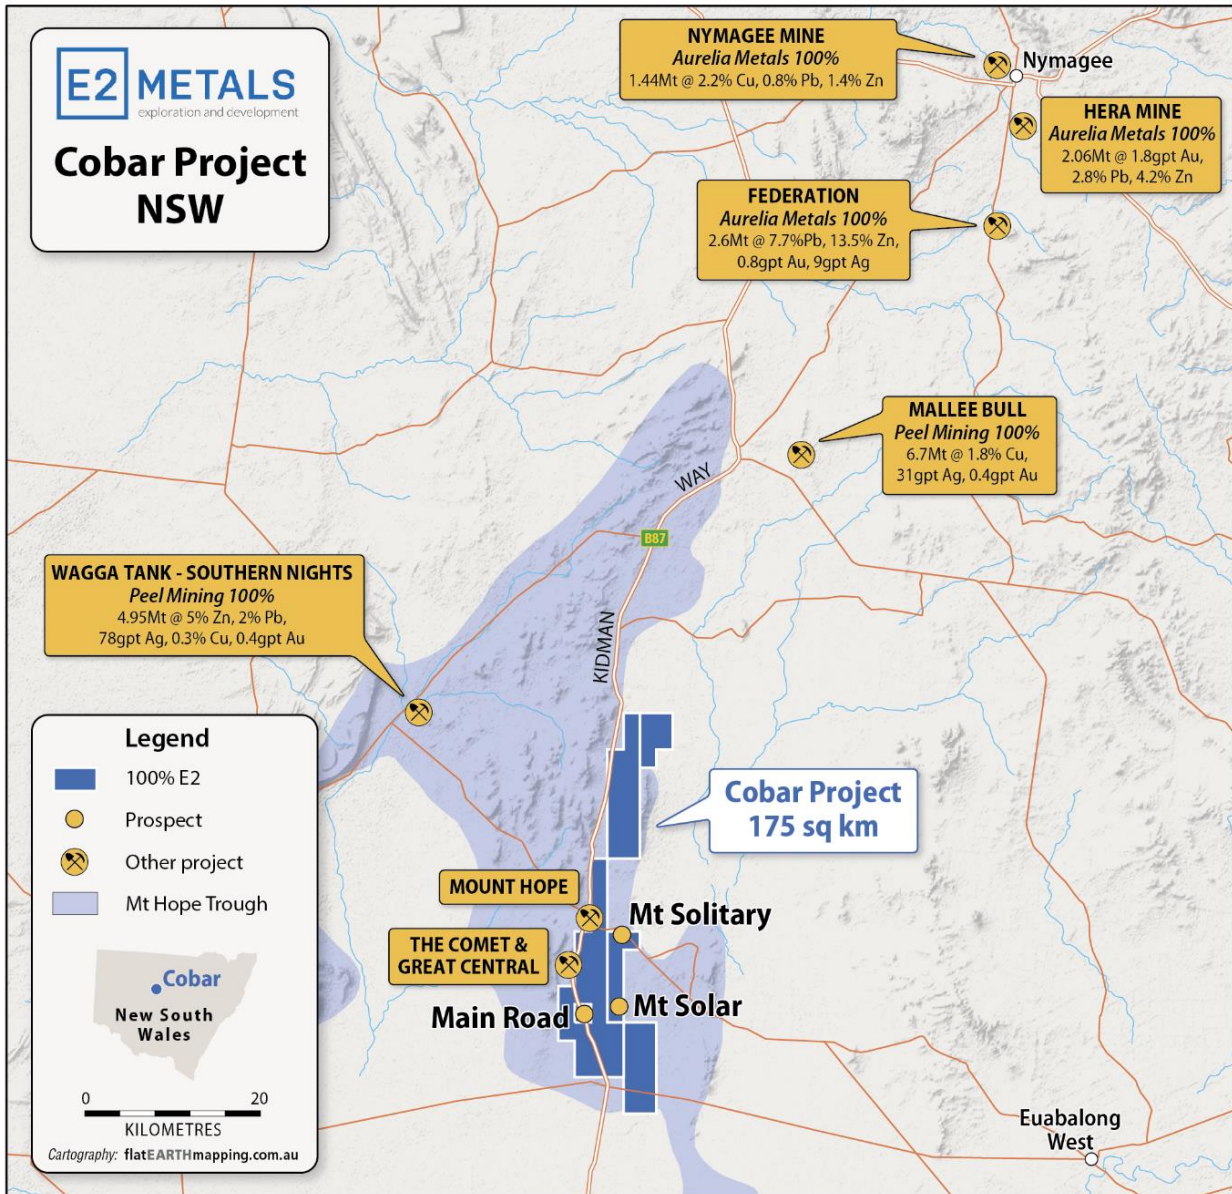 E2 METALS
exploration and development
Cobar Project
NSW
NYMAGEE MINE
Aurelia Metals 100%
1.44Mt @ 2.2% Cu, 0.8% Pb, 1.4% Zn
Nymagee
HERA MINE
Aurelia Metals 100%
2.06Mt @ 1.8gpt Au,
2.8% Pb, 4.2% Zn
FEDERATION
Aurelia Metals 100%
2.6Mt @ 7.7%Pb, 13.5% Zn,
0.8gpt Au, 9gpt Ag
MALLEE BULL
Peel Mining 100%
6.7Mt @ 1.8% Cu,
31gpt Ag, 0.4gpt Au
KIDMAN WAY
B87
WAGGA TANK - SOUTHERN NIGHTS
Peel Mining 100%
4.95Mt @ 5% Zn, 2% Pb,
78gpt Ag, 0.3% Cu, 0.4gpt Au
Cobar Project
175 sq km
MOUNT HOPE
Mt Solitary
THE COMET &
GREAT CENTRAL
Main Road
Mt Solar
Euabalong
West
Legend
100% E2
Prospect
Other project
Mt Hope Trough
Cobar
New South
Wales
0 20
KILOMETRES
Cartography: flatEARTHmapping.com.au